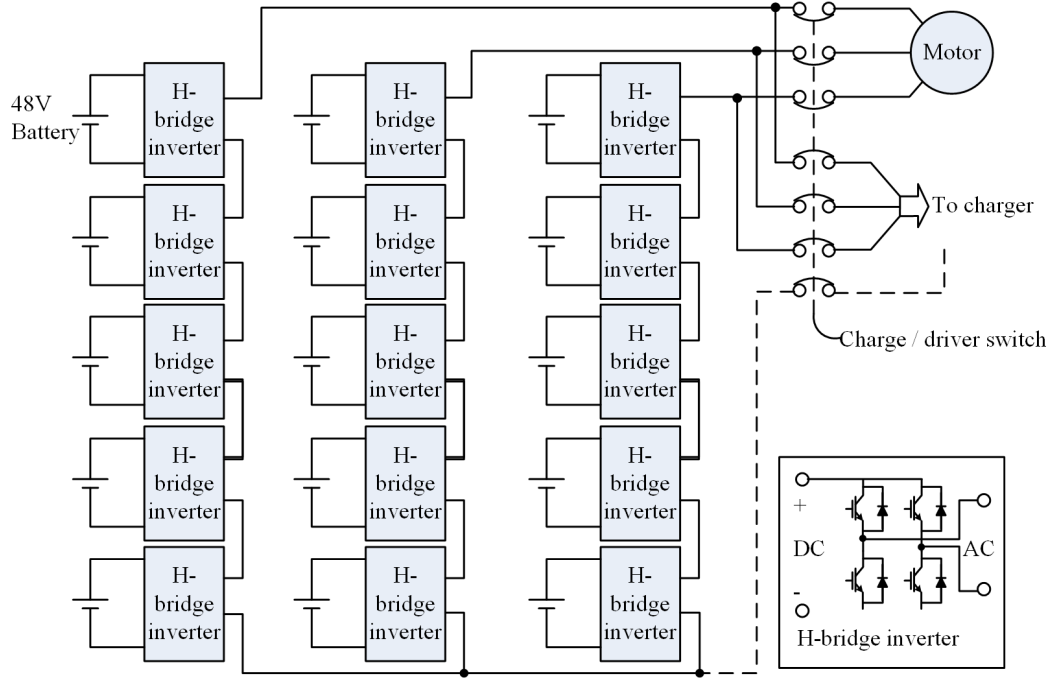 Motor
48V
Battery
H-
bridge
inverter
H-
bridge
inverter
H-
bridge
inverter
H-
bridge
inverter
H-
bridge
inverter
H-
bridge
inverter
To charger
H-
bridge
inverter
H-
bridge
inverter
H-
bridge
inverter
Charge / driver switch
H-
bridge
inverter
H-
bridge
inverter
H-
bridge
inverter
H-
bridge
inverter
H-
bridge
inverter
H-
bridge
inverter
+
DC
AC
-
H-bridge inverter